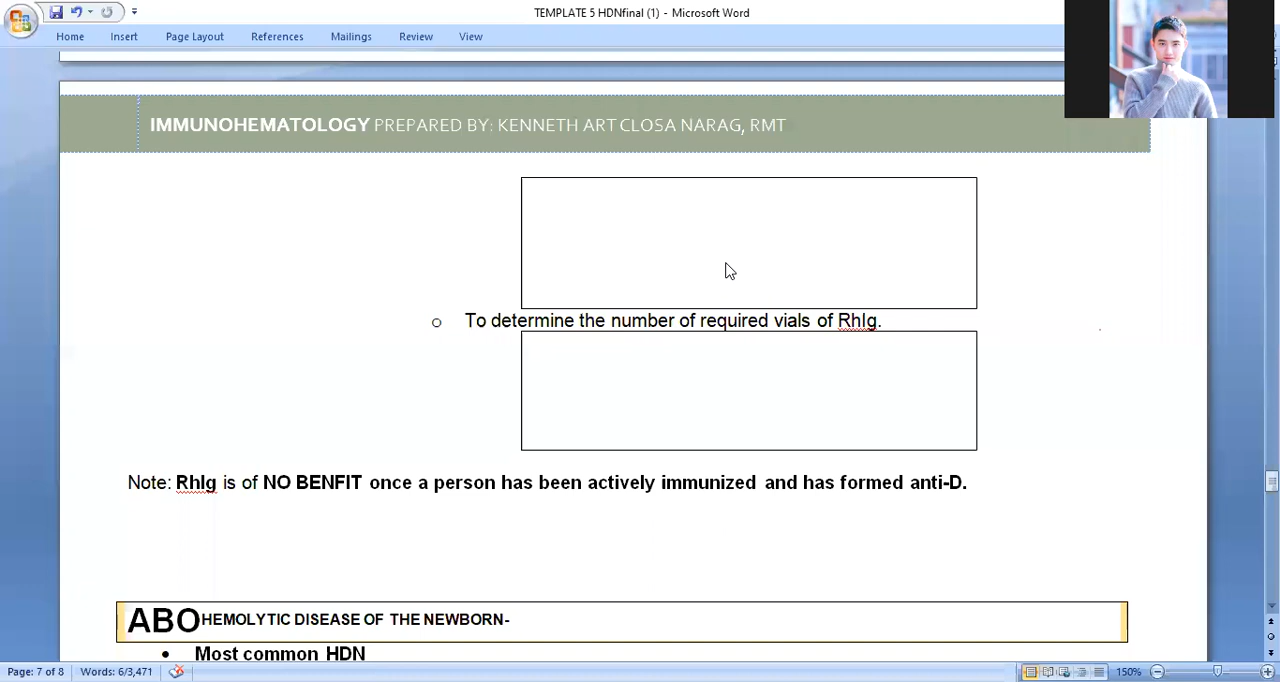 TEMPLATE 5 HDNfinal (1) - Microsoft Word
Home Insert Page Layout References Mailings Review View
IMMUNOHEMATOLOGY PREPARED BY: KENNETH ART CLOSA NARAG, RMT
o To determine the number of required vials of RhIg.
Note: RhIg is of NO BENFIT once a person has been actively immunized and has formed anti-D.
ABO HEMOLYTIC DISEASE OF THE NEWBORN-
• Most common HDN
Page: 7 of 8 Words: 6/3,471 150%